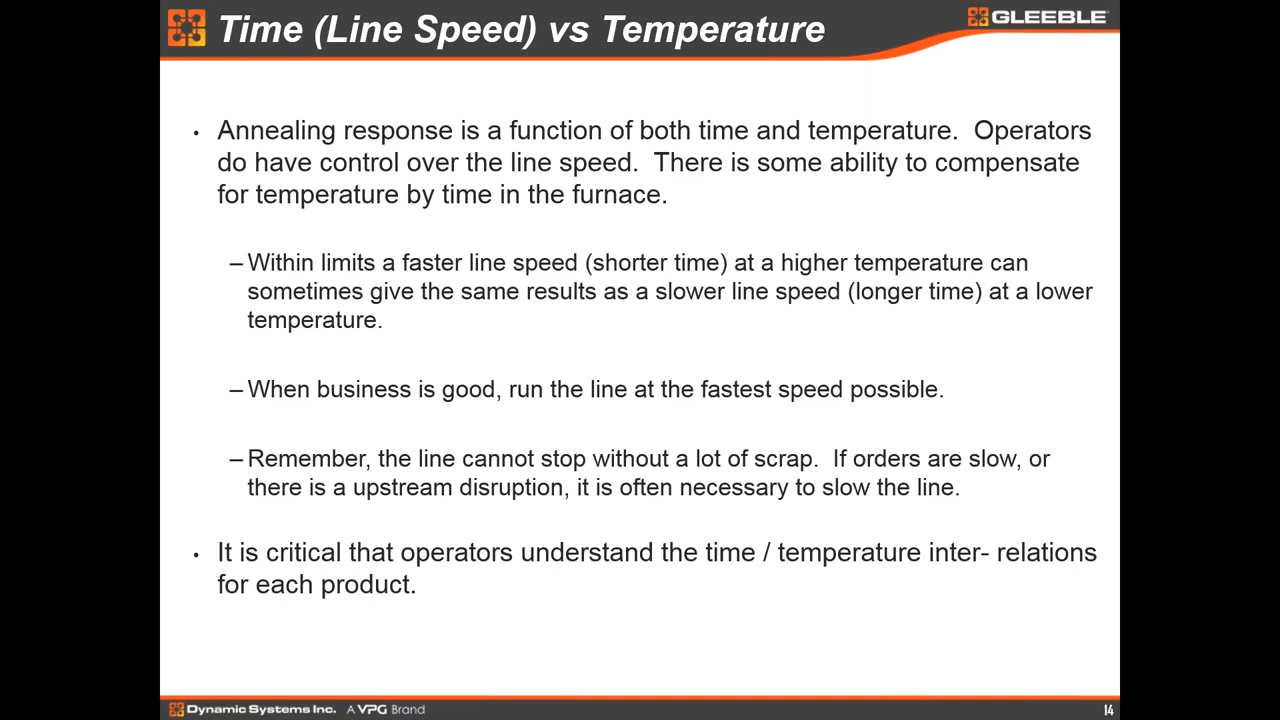 Time (Line Speed) vs Temperature
GLEEBLE
• Annealing response is a function of both time and temperature.  Operators
do have control over the line speed.  There is some ability to compensate
for temperature by time in the furnace.
– Within limits a faster line speed (shorter time) at a higher temperature can
sometimes give the same results as a slower line speed (longer time) at a lower
temperature.
– When business is good, run the line at the fastest speed possible.
– Remember, the line cannot stop without a lot of scrap.  If orders are slow, or
there is a upstream disruption, it is often necessary to slow the line.
• It is critical that operators understand the time / temperature inter- relations
for each product.
Dynamic Systems Inc. A VPG Brand
14